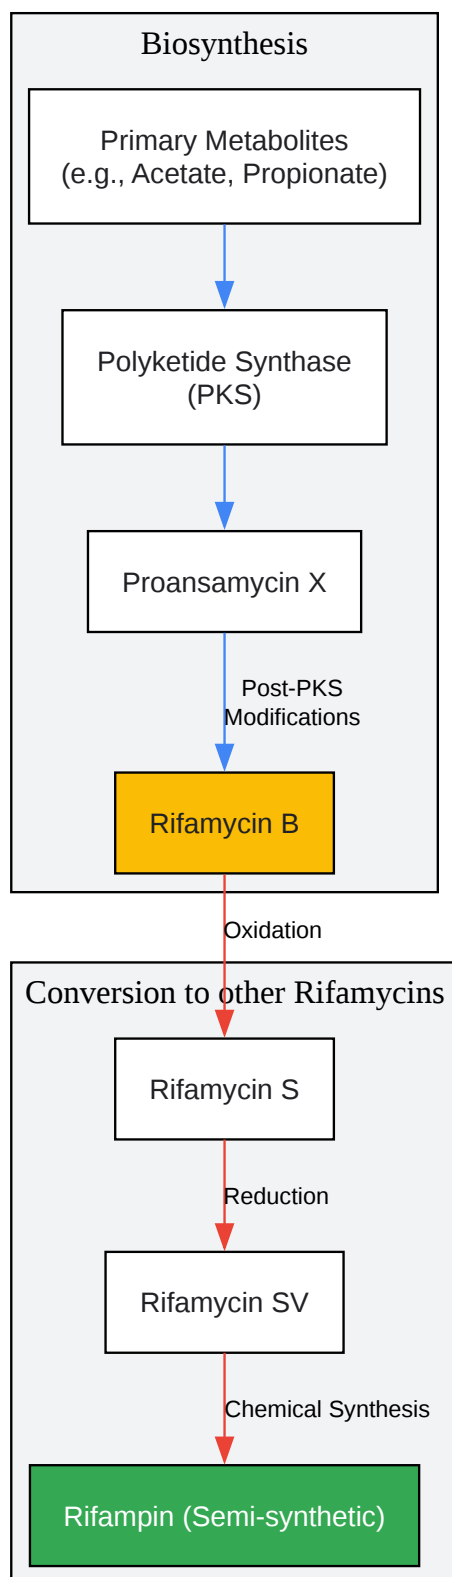 Biosynthesis
Primary Metabolites
(e.g., Acetate, Propionate)
Polyketide Synthase
(PKS)
Proansamycin X
Post-PKS
Modifications
Rifamycin B
Oxidation
Conversion to other Rifamycins
Rifamycin S
Reduction
Rifamycin SV
Chemical Synthesis
Rifampin (Semi-synthetic)